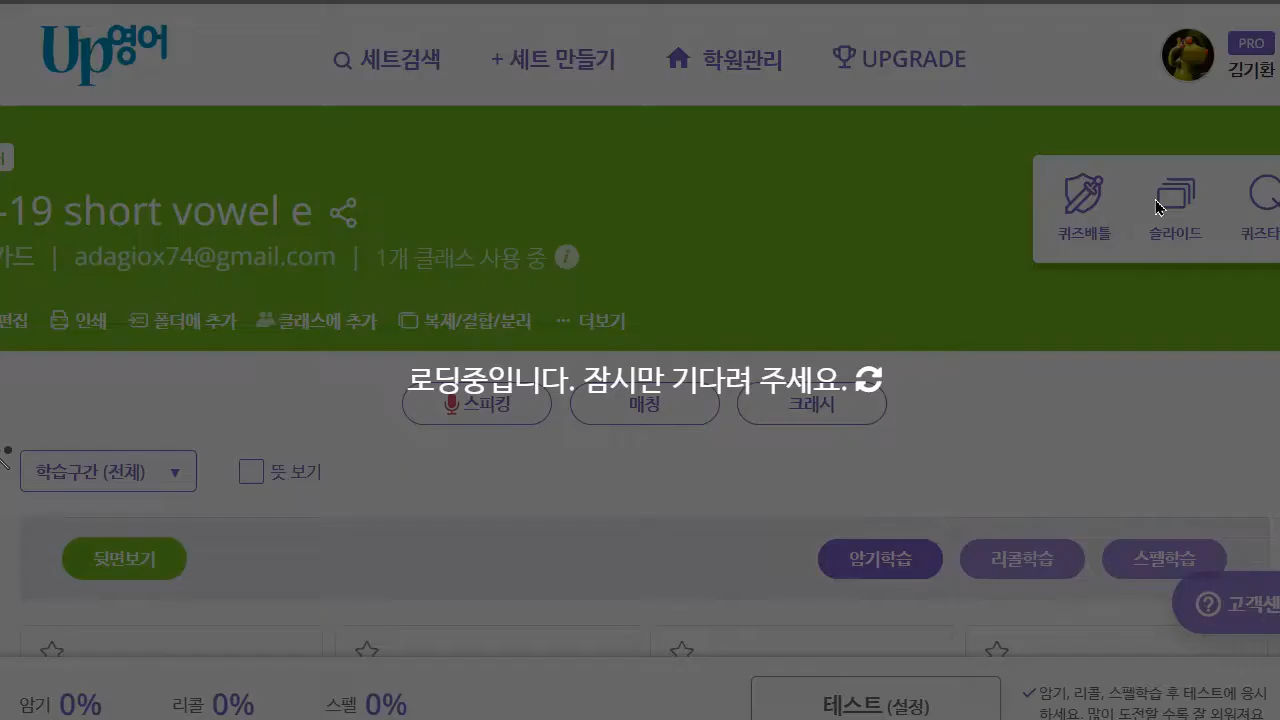 Up영어
세트검색
+ 세트 만들기
학원관리
UPGRADE
PRO
김기환
-19 short vowel e
카드 | adagiox74@gmail.com | 1개 클래스 사용 중
퀴즈배틀
슬라이드
퀴즈타
편집
인쇄
폴더에 추가
클래스에 추가
복제/결합/분리
··· 더보기
로딩중입니다. 잠시만 기다려 주세요.
스피킹
매칭
크래시
학습구간 (전체) ▼
뜻 보기
뒷면보기
암기학습
리콜학습
스펠학습
고객센
암기 0%
리콜 0%
스펠 0%
테스트 (설정)
암기, 리콜, 스펠학습 후 테스트에 응시
하세요. 많이 도전할 수록 잘 외워져요